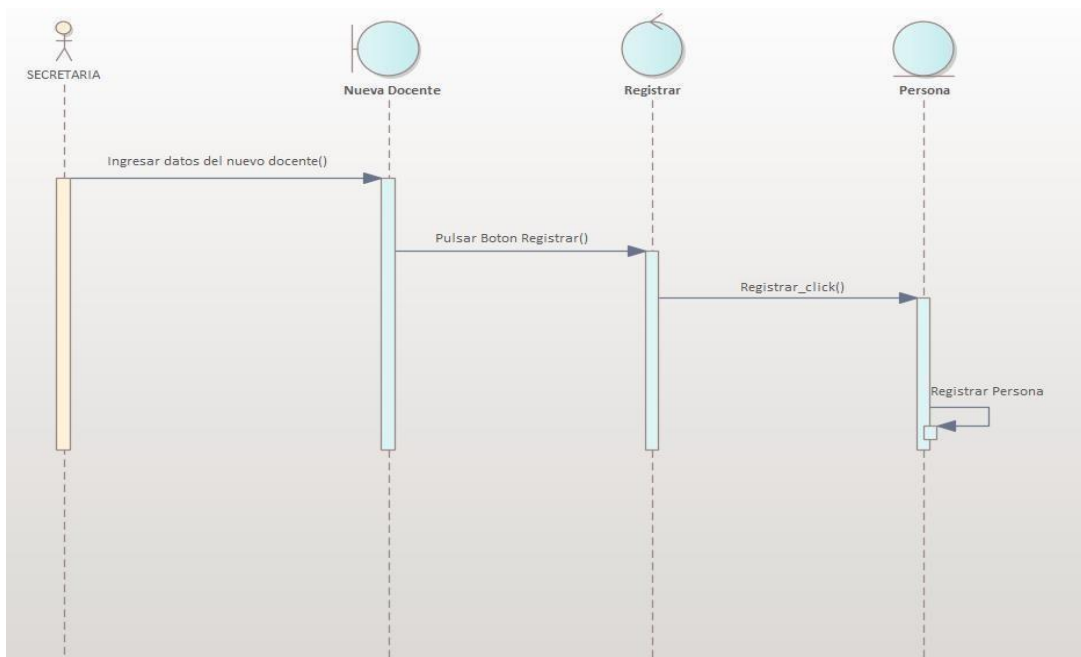 SECRETARIA
Nueva Docente
Registrar
Persona
Ingresar datos del nuevo docente()
Pulsar Boton Registrar()
Registrar_click()
Registrar Persona